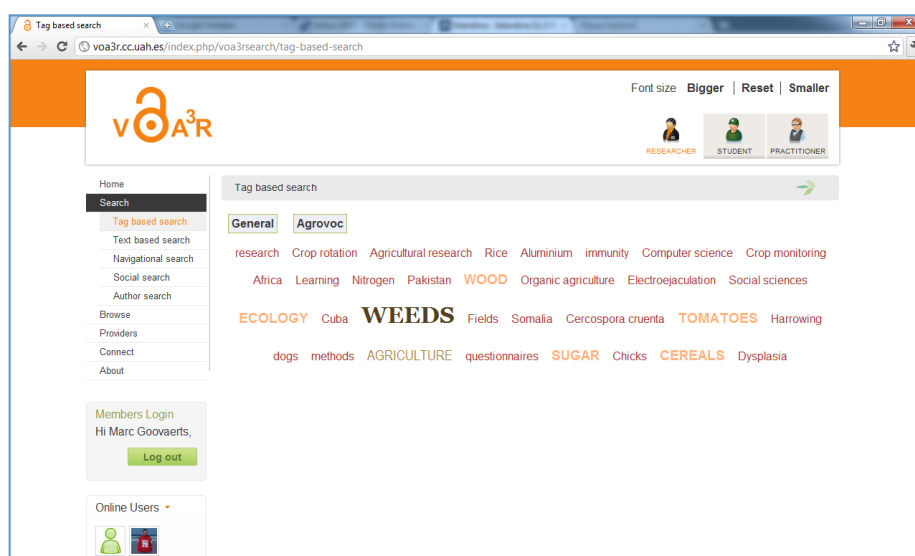 Tag based search
voa3r.cc.uah.es/index.php/voa3rsearch/tag-based-search
Font size Bigger | Reset | Smaller
VOA3R
RESEARCHER STUDENT PRACTITIONER
Home
Search
Tag based search
Text based search
Navigational search
Social search
Author search
Browse
Providers
Connect
About
Tag based search
General Agrovoc
research Crop rotation Agricultural research Rice Aluminium immunity Computer science Crop monitoring
Africa Learning Nitrogen Pakistan WOOD Organic agriculture Electroejaculation Social sciences
ECOLOGY Cuba WEEDS Fields Somalia Cercospora cruenta TOMATOES Harrowing
dogs methods AGRICULTURE questionnaires SUGAR Chicks CEREALS Dysplasia
Members Login
Hi Marc Goovaerts,
Log out
Online Users